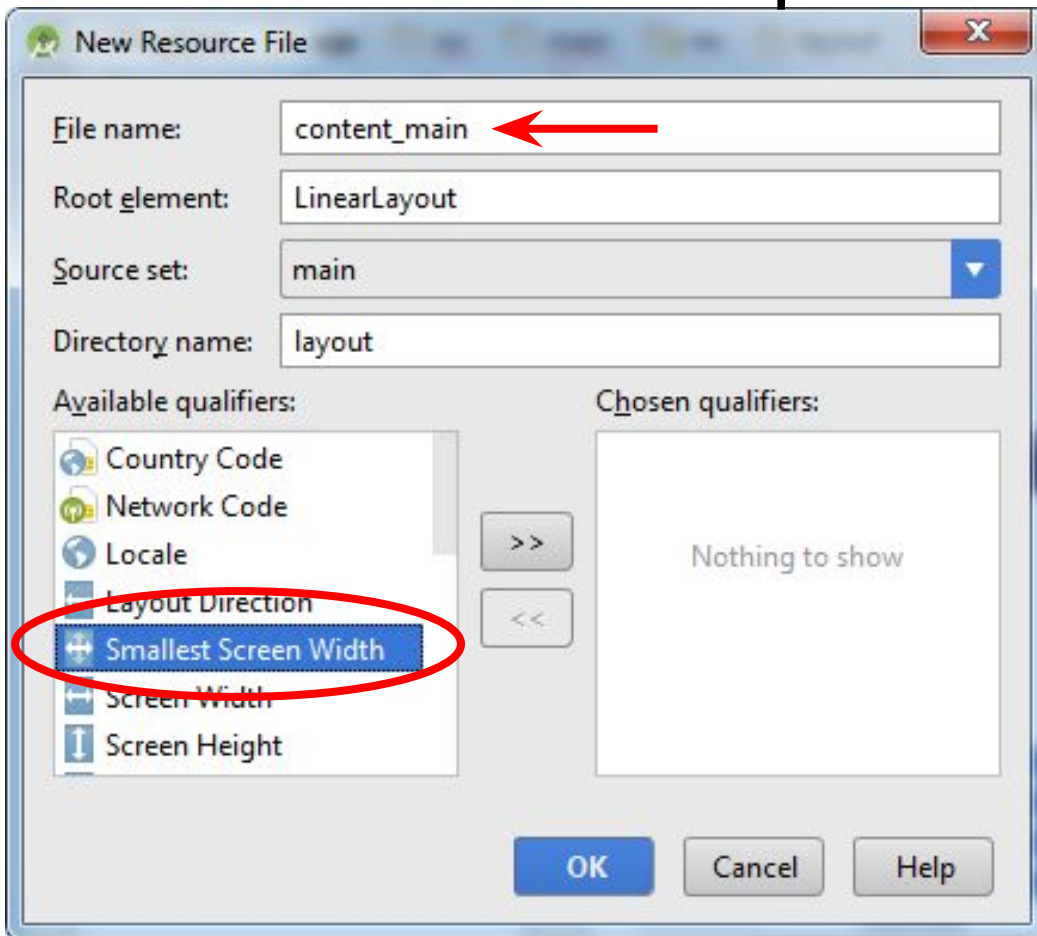 New Resource File
File name: content_main
Root element: LinearLayout
Source set: main
Directory name: layout
Available qualifiers: Chosen qualifiers:
Country Code
Network Code
Locale
Layout Direction
Smallest Screen Width
Screen Width
Screen Height
>>
<<
Nothing to show
OK Cancel Help